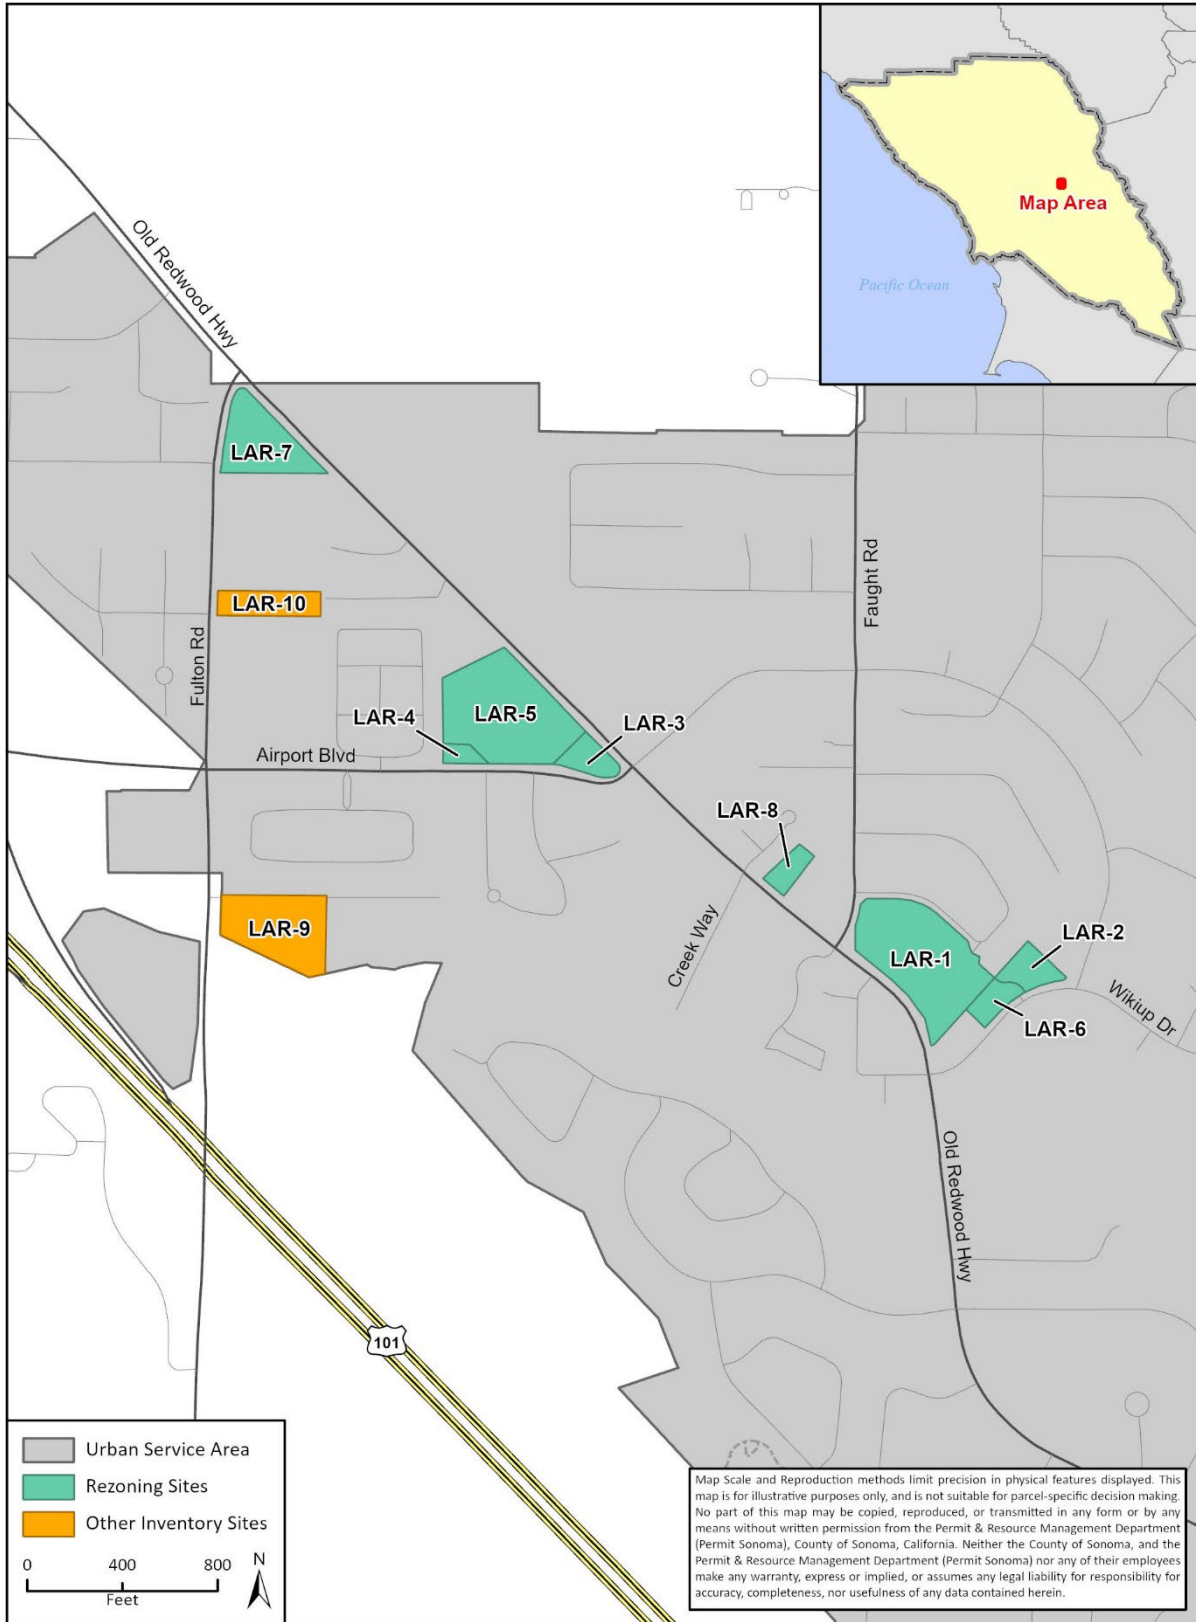 Map Area
Pacific Ocean
Old Redwood Hwy
LAR-7
LAR-10
Fulton Rd
Faught Rd
LAR-5
LAR-4
LAR-3
Airport Blvd
LAR-8
LAR-9
Creek Way
LAR-1
LAR-2
LAR-6
Wikiup Dr
Old Redwood Hwy
101
Urban Service Area
Rezoning Sites
Other Inventory Sites
0 400 800
Feet
N
Map Scale and Reproduction methods limit precision in physical features displayed. This
map is for illustrative purposes only, and is not suitable for parcel-specific decision making.
No part of this map may be copied, reproduced, or transmitted in any form or by any
means without written permission from the Permit & Resource Management Department
(Permit Sonoma), County of Sonoma, California. Neither the County of Sonoma, and the
Permit & Resource Management Department (Permit Sonoma) nor any of their employees
make any warranty, express or implied, or assumes any legal liability for responsibility for
accuracy, completeness, nor usefulness of any data contained herein.